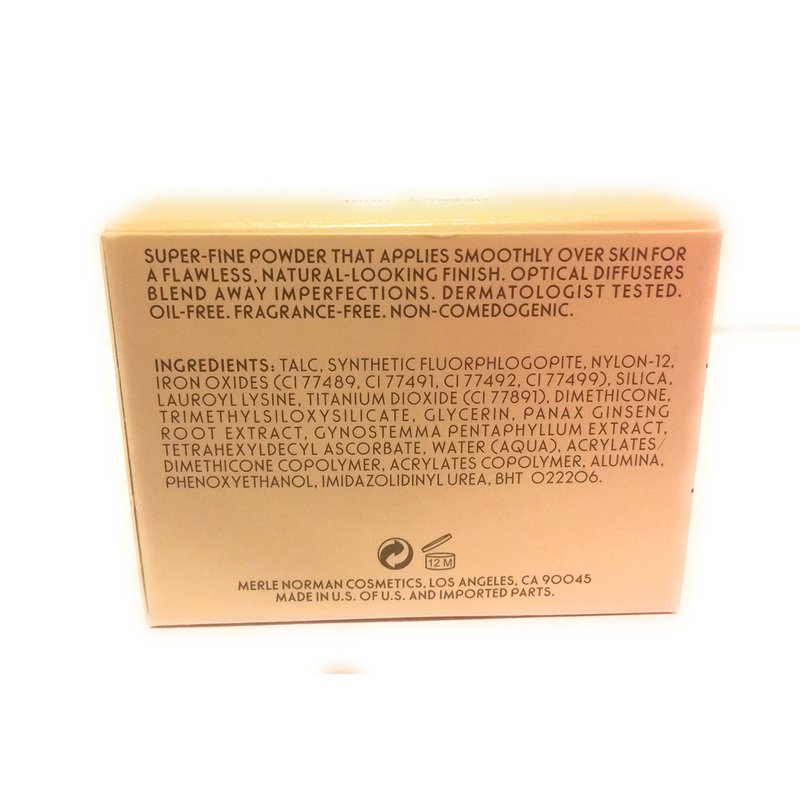 SUPER-FINE POWDER THAT APPLIES SMOOTHLY OVER SKIN FOR
A FLAWLESS, NATURAL-LOOKING FINISH. OPTICAL DIFFUSERS
BLEND AWAY IMPERFECTIONS. DERMATOLOGIST TESTED.
OIL-FREE. FRAGRANCE-FREE. NON-COMEDOGENIC.
INGREDIENTS: TALC, SYNTHETIC FLUORPHLOGOPITE, NYLON-12,
IRON OXIDES (CI 77489, CI 77491, CI 77492, CI 77499), SILICA,
LAUROYL LYSINE, TITANIUM DIOXIDE (CI 77891), DIMETHICONE,
TRIMETHYLSILOXYSILICATE, GLYCERIN, PANAX GINSENG
ROOT EXTRACT, GYNOSTEMMA PENTAPHYLLUM EXTRACT,
TETRAHEXYLDECYL ASCORBATE, WATER (AQUA), ACRYLATES/
DIMETHICONE COPOLYMER, ACRYLATES COPOLYMER, ALUMINA,
PHENOXYETHANOL, IMIDAZOLIDINYL UREA, BHT 022206.
12 M
MERLE NORMAN COSMETICS, LOS ANGELES, CA 90045
MADE IN U.S. OF U.S. AND IMPORTED PARTS.